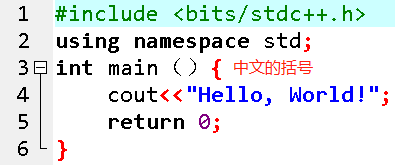 1 #include <bits/stdc++.h>
2 using namespace std;
3 int main（）{ 中文的括号
4 cout<<"Hello, World!";
5 return 0;
6 }